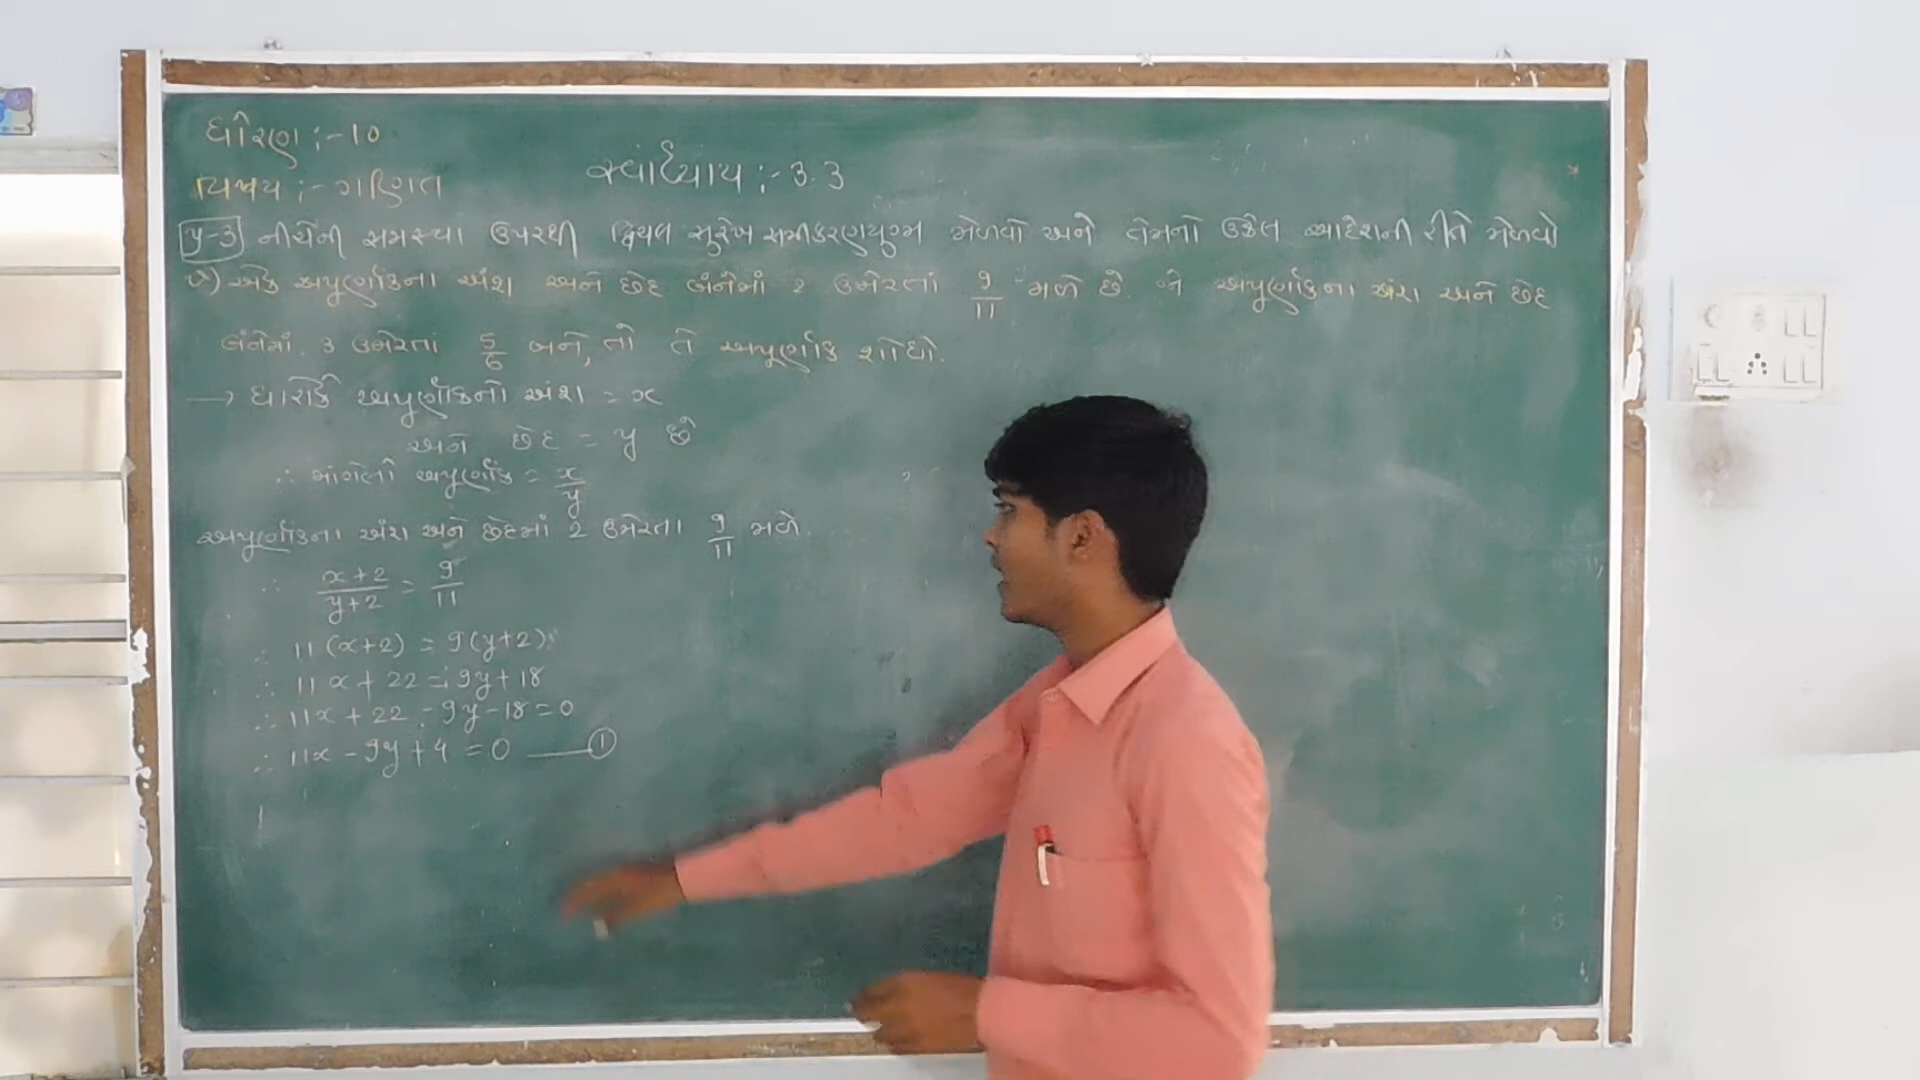 ધોરણ :- 10
વિષય :- ગણિત
સ્વાધ્યાય :- 3.3
પ્ર-3 નીચેની સમસ્યા ઉપરથી દ્વિચલ સુરેખ સમીકરણયુગ્મ મેળવો અને તેમનો ઉકેલ આદેશની રીતે મેળવો
૫) એક અપૂર્ણાંકના અંશ અને છેદ બંનેમાં 2 ઉમેરતાં 9/11 મળે છે. જે અપૂર્ણાંકના અંશ અને છેદ
બંનેમાં 3 ઉમેરતાં 5/6 બને, તો તે અપૂર્ણાંક શોધો.
→ ધારોકે અપૂર્ણાંકનો અંશ = x
અને છેદ = y છે
∴ માંગેલો અપૂર્ણાંક = x/y
અપૂર્ણાંકના અંશ અને છેદમાં 2 ઉમેરતા 9/11 મળે.
∴ x+2/y+2 = 9/11
∴ 11(x+2) = 9(y+2)
∴ 11x + 22 = 9y + 18
∴ 11x + 22 - 9y - 18 = 0
∴ 11x - 9y + 4 = 0 —— ①